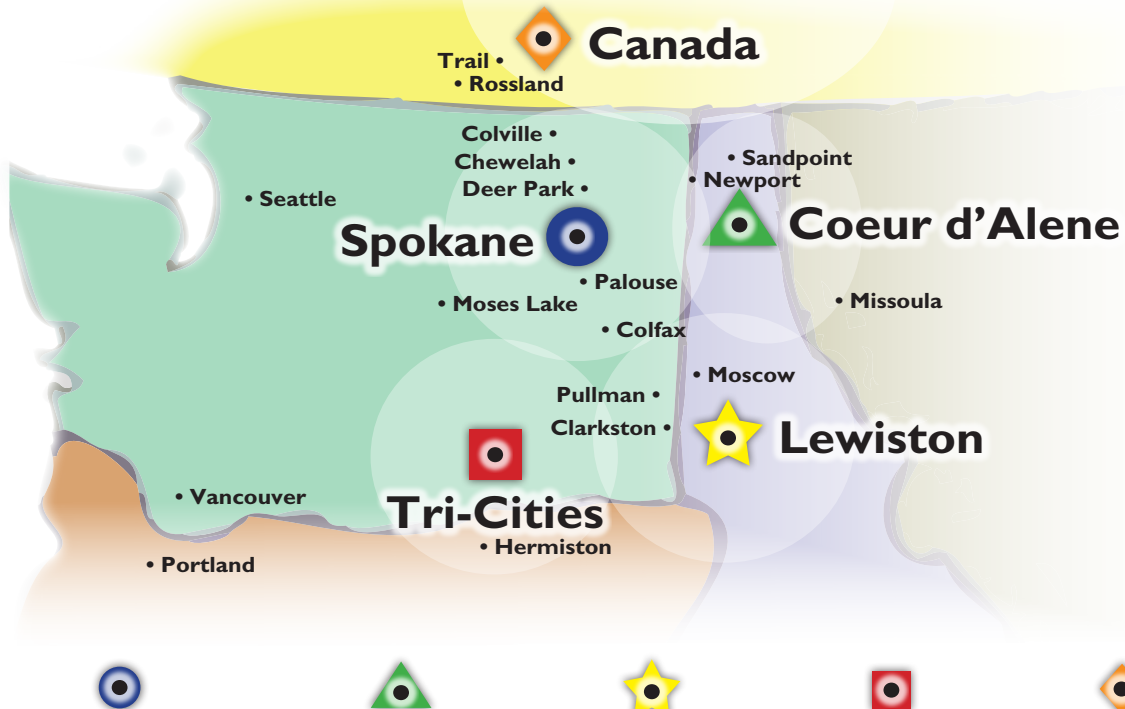 Canada
Trail •
• Rossland
Colville •
Chewelah •
• Sandpoint
• Newport
Deer Park •
• Seattle
Spokane
Coeur d’Alene
• Palouse
• Moses Lake
• Missoula
• Colfax
• Moscow
Pullman •
Clarkston •
Lewiston
• Vancouver
Tri-Cities
• Hermiston
• Portland